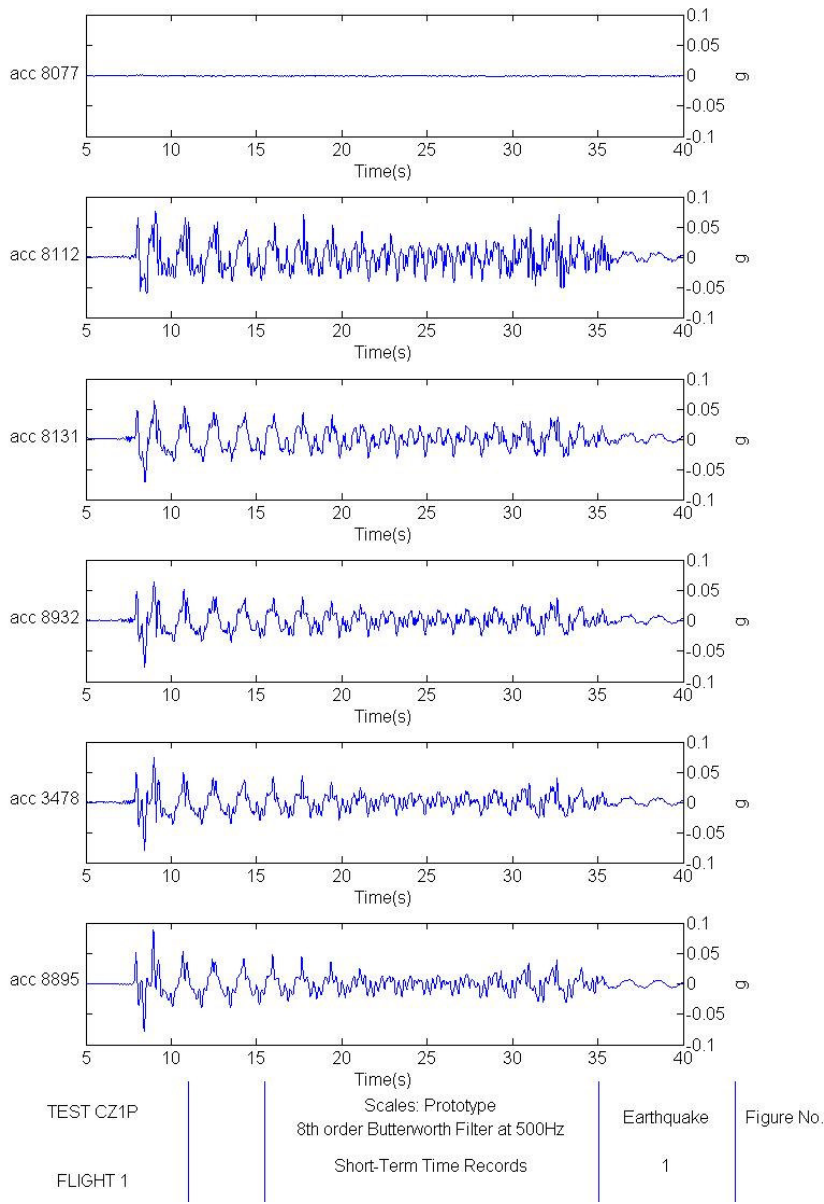 0.1
0.05
acc 8077
0
g
-0.05
-0.1
5 10 15 20 25 30 35 40
Time(s)
0.1
0.05
acc 8112
0
g
-0.05
-0.1
5 10 15 20 25 30 35 40
Time(s)
0.1
0.05
acc 8131
0
g
-0.05
-0.1
5 10 15 20 25 30 35 40
Time(s)
0.1
0.05
acc 8932
0
g
-0.05
-0.1
5 10 15 20 25 30 35 40
Time(s)
0.1
0.05
acc 3478
0
g
-0.05
-0.1
5 10 15 20 25 30 35 40
Time(s)
0.1
0.05
acc 8895
0
g
-0.05
-0.1
5 10 15 20 25 30 35 40
Time(s)
TEST CZ1P
FLIGHT 1
Scales: Prototype
8th order Butterworth Filter at 500Hz
Short-Term Time Records
Earthquake
1
Figure No.